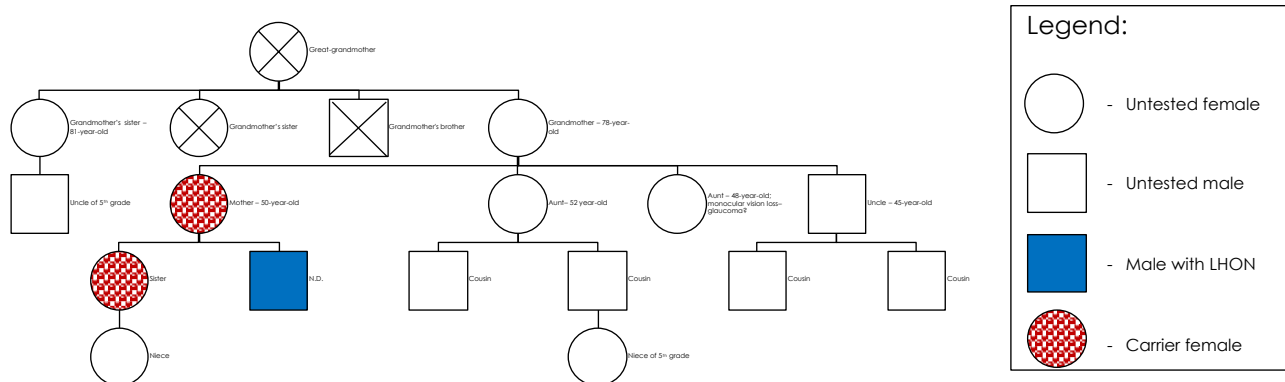 Great-grandmother
Grandmother's sister –
81-year-old
Grandmother's sister
Grandmother's brother
Grandmother – 78-year-
old
Uncle of 5th grade
Mother – 50-year-old
Aunt– 52 year-old
Aunt – 48-year-old;
monocular vision loss–
glaucoma?
Uncle – 45-year-old
Sister
N.D.
Cousin
Cousin
Cousin
Cousin
Niece
Niece of 5th grade
Legend:
- Untested female
- Untested male
- Male with LHON
- Carrier female